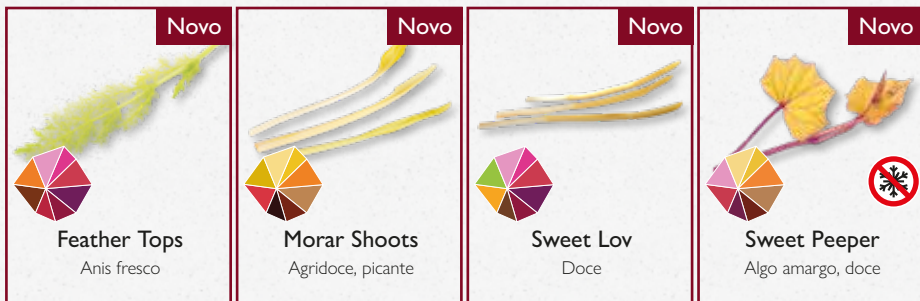 Novo
Feather Tops
Anis fresco
Novo
Morar Shoots
Agridoce, picante
Novo
Sweet Lov
Doce
Novo
Sweet Peeper
Algo amargo, doce